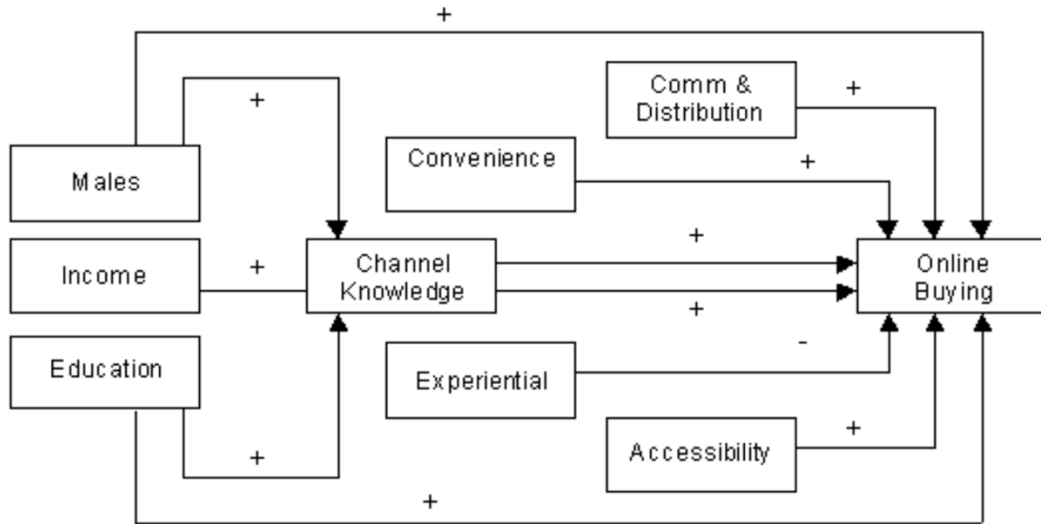 +
+
Comm &
Distribution
+
Convenience
+
Males
Income
+
Channel
Knowledge
+
+
Online
Buying
Education
Experiential
-
+
Accessibility
+
+